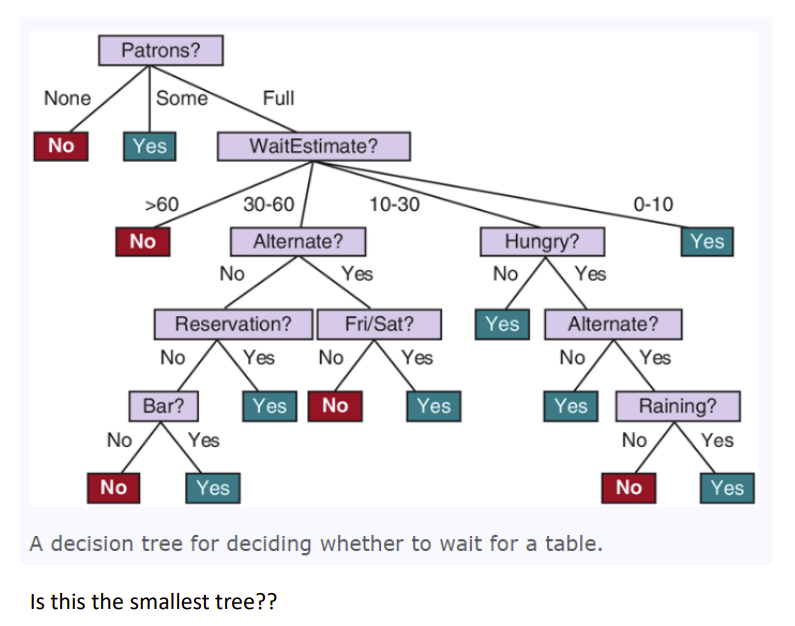 Patrons?
None Some Full
No Yes WaitEstimate?
>60 30-60 10-30 0-10
No Alternate? Hungry? Yes
No Yes No Yes
Reservation? Fri/Sat? Yes Alternate?
No Yes No Yes No Yes
Bar? Yes No Yes Yes Raining?
No Yes No Yes
No Yes No Yes
A decision tree for deciding whether to wait for a table.
Is this the smallest tree??